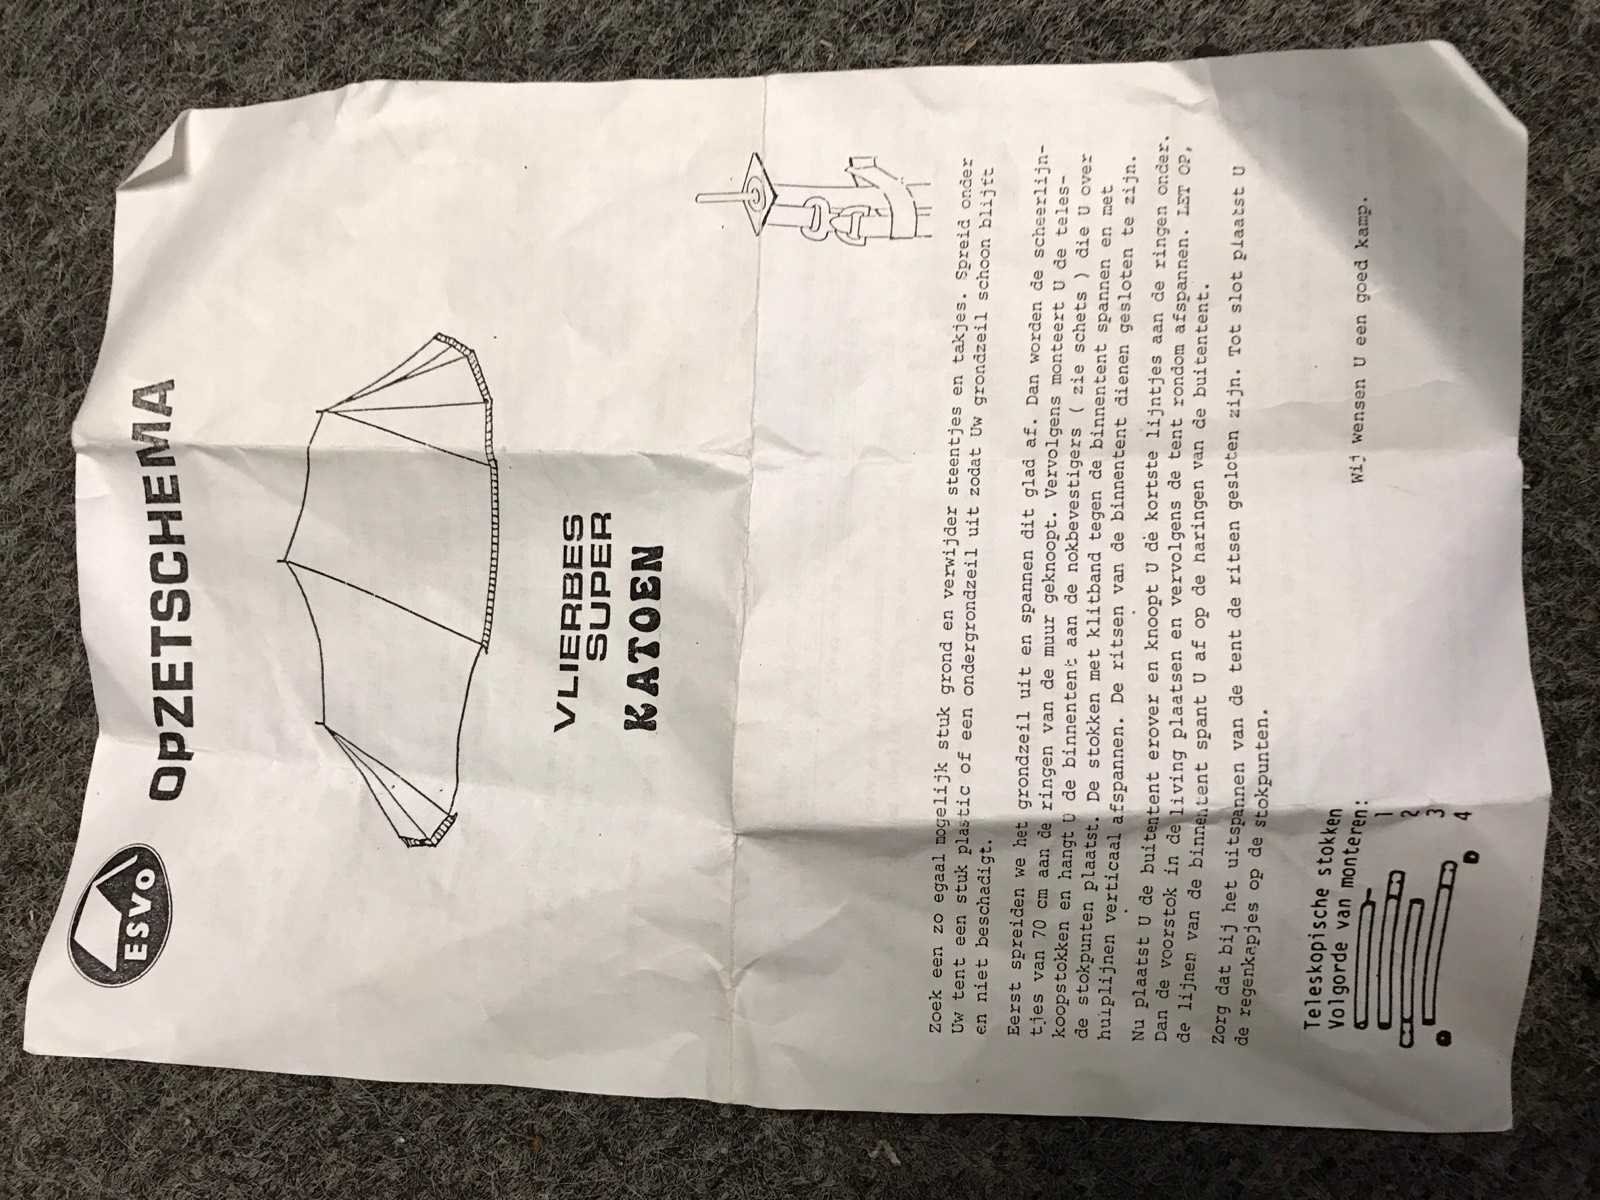 ESVO
OPZETSCHEMA
VLIERBES
SUPER
KATOEN
Zoek een zo egaal mogelijk stuk grond en verwijder steentjes en takjes. Spreid onder
Uw tent een stuk plastic of een ondergrondzeil uit zodat Uw grondzeil schoon blijft
en niet beschadigt.
Eerst spreiden we het grondzeil uit en spannen dit glad af. Dan worden de scheerlijn-
tjes van 70 cm aan de ringen van de muur geknoopt. Vervolgens monteert U de teles-
koopstokken en hangt U de binnentent aan de nokbevestigers ( zie schets ) die U over
de stokpunten plaatst. De stokken met klitband tegen de binnentent spannen en met
huiplijnen verticaal afspannen. De ritsen van de binnentent dienen gesloten te zijn.
Nu plaatst U de buitentent erover en knoopt U de kortste lijntjes aan de ringen onder.
Dan de voorstok in de living plaatsen en vervolgens de tent rondom afspannen. LET OP,
de lijnen van de binnentent spant U af op de haringen van de buitentent.
Zorg dat bij het uitspannen van de tent de ritsen gesloten zijn. Tot slot plaatst U
de regenkapjes op de stokpunten.
Teleskopische stokken
Volgorde van monteren:
1
2
3
4
Wij wensen U een goed kamp.